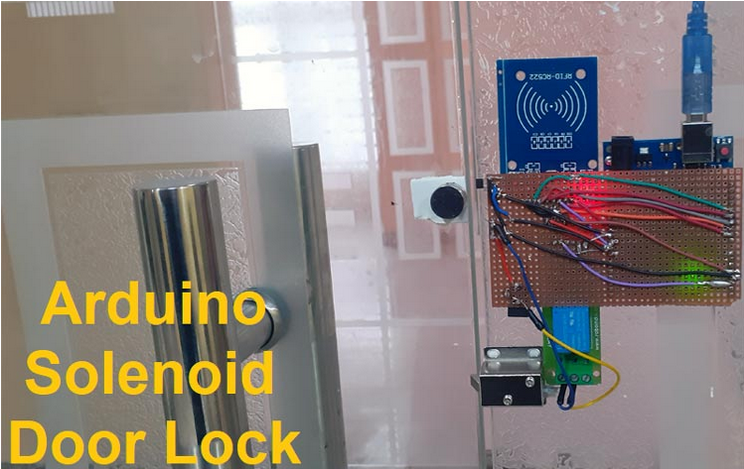 RFID-RC522
Arduino
Solenoid
Door Lock